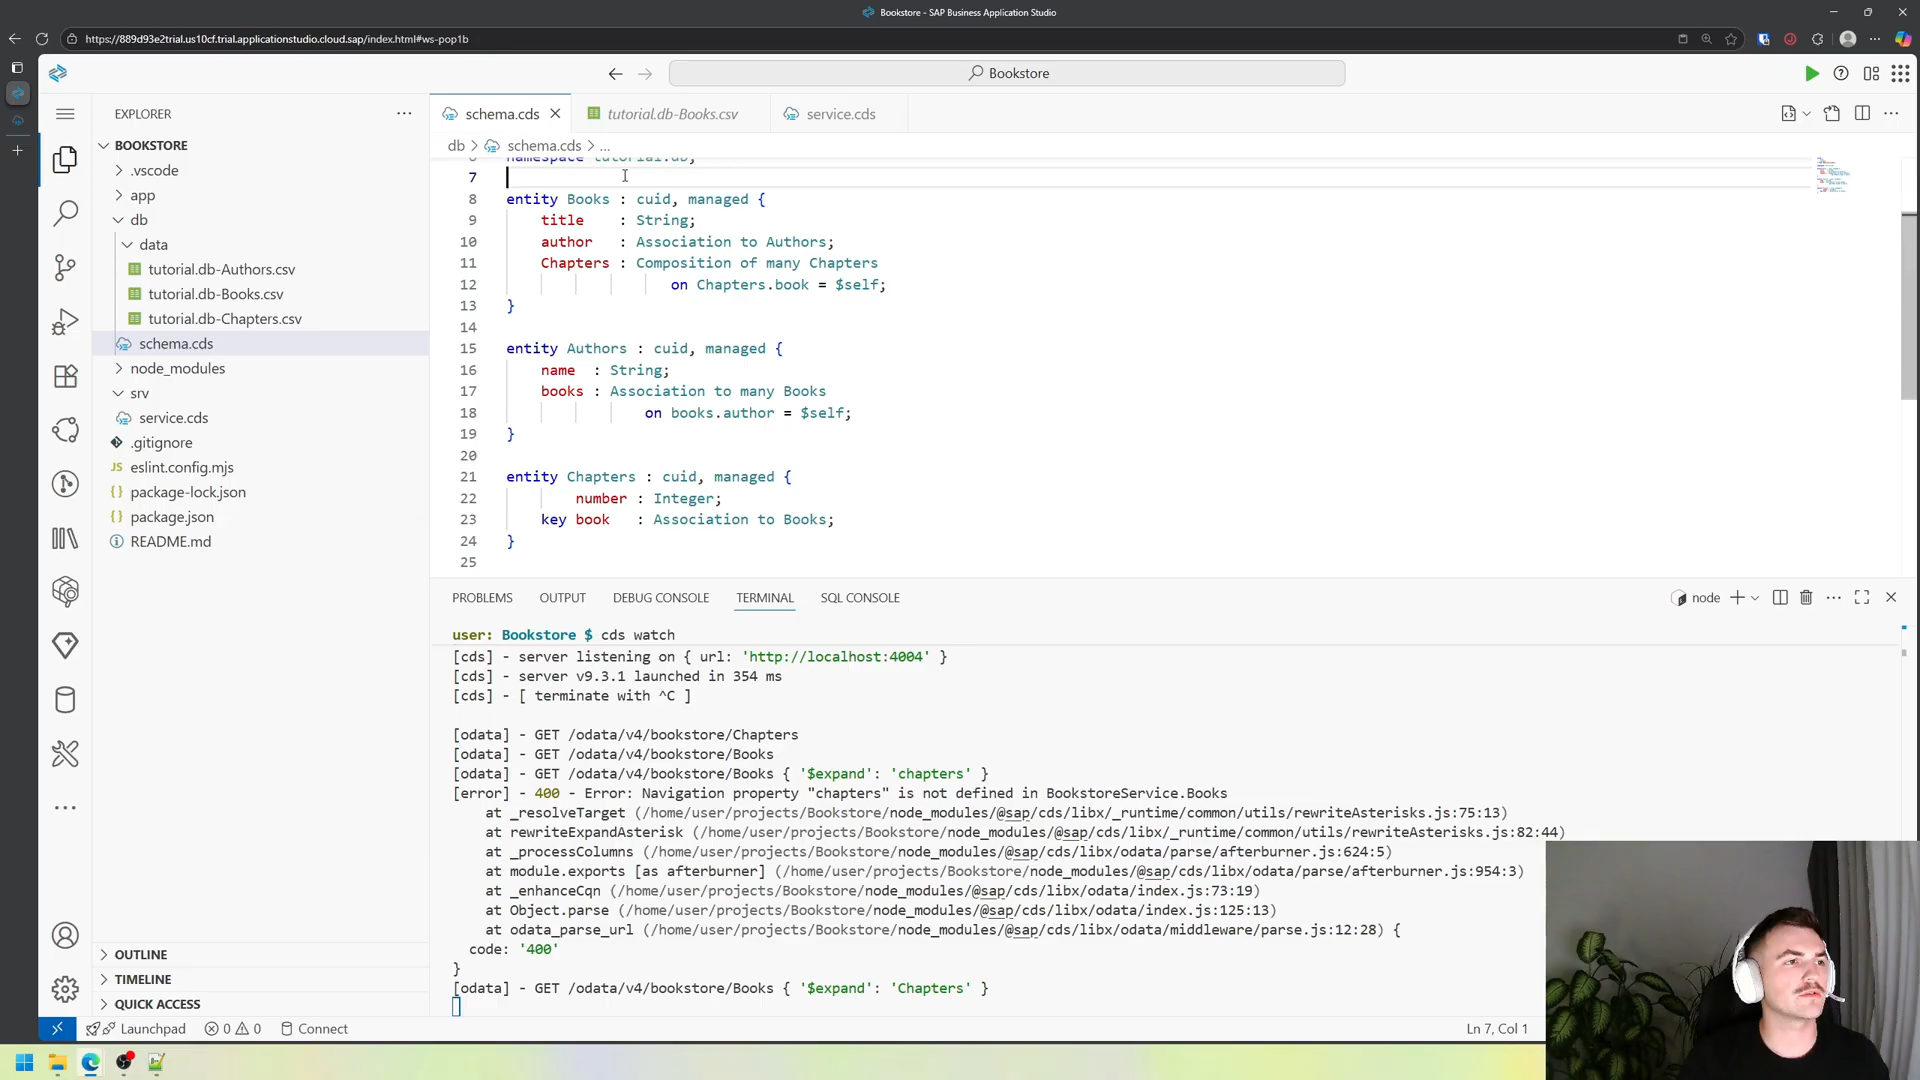 Bookstore - SAP Business Application Studio
https://889d93e2trial.us10cf.trial.applicationstudio.cloud.sap/index.html#ws-pop1b
Bookstore
EXPLORER
schema.cds
tutorial.db-Books.csv
service.cds
BOOKSTORE
db > schema.cds > ...
.vscode
app
db
data
tutorial.db-Authors.csv
tutorial.db-Books.csv
tutorial.db-Chapters.csv
schema.cds
node_modules
srv
service.cds
.gitignore
JS eslint.config.mjs
{} package-lock.json
{} package.json
README.md
OUTLINE
TIMELINE
QUICK ACCESS
6 namespace tutorial.db;
7
8 entity Books : cuid, managed {
9 title : String;
10 author : Association to Authors;
11 Chapters : Composition of many Chapters
12 on Chapters.book = $self;
13 }
14
15 entity Authors : cuid, managed {
16 name : String;
17 books : Association to many Books
18 on books.author = $self;
19 }
20
21 entity Chapters : cuid, managed {
22 number : Integer;
23 key book : Association to Books;
24 }
25
PROBLEMS OUTPUT DEBUG CONSOLE TERMINAL SQL CONSOLE
node
user: Bookstore $ cds watch
[cds] - server listening on { url: 'http://localhost:4004' }
[cds] - server v9.3.1 launched in 354 ms
[cds] - [ terminate with ^C ]
[odata] - GET /odata/v4/bookstore/Chapters
[odata] - GET /odata/v4/bookstore/Books
[odata] - GET /odata/v4/bookstore/Books { '$expand': 'chapters' }
[error] - 400 - Error: Navigation property "chapters" is not defined in BookstoreService.Books
at _resolveTarget (/home/user/projects/Bookstore/node_modules/@sap/cds/libx/_runtime/common/utils/rewriteAsterisks.js:75:13)
at rewriteExpandAsterisk (/home/user/projects/Bookstore/node_modules/@sap/cds/libx/_runtime/common/utils/rewriteAsterisks.js:82:44)
at _processColumns (/home/user/projects/Bookstore/node_modules/@sap/cds/libx/odata/parse/afterburner.js:624:5)
at module.exports [as afterburner] (/home/user/projects/Bookstore/node_modules/@sap/cds/libx/odata/parse/afterburner.js:954:3)
at _enhanceCqn (/home/user/projects/Bookstore/node_modules/@sap/cds/libx/odata/index.js:73:19)
at Object.parse (/home/user/projects/Bookstore/node_modules/@sap/cds/libx/odata/index.js:125:13)
at odata_parse_url (/home/user/projects/Bookstore/node_modules/@sap/cds/libx/odata/middleware/parse.js:12:28) {
code: '400'
}
[odata] - GET /odata/v4/bookstore/Books { '$expand': 'Chapters' }
Launchpad 0 0 Connect
Ln 7, Col 1